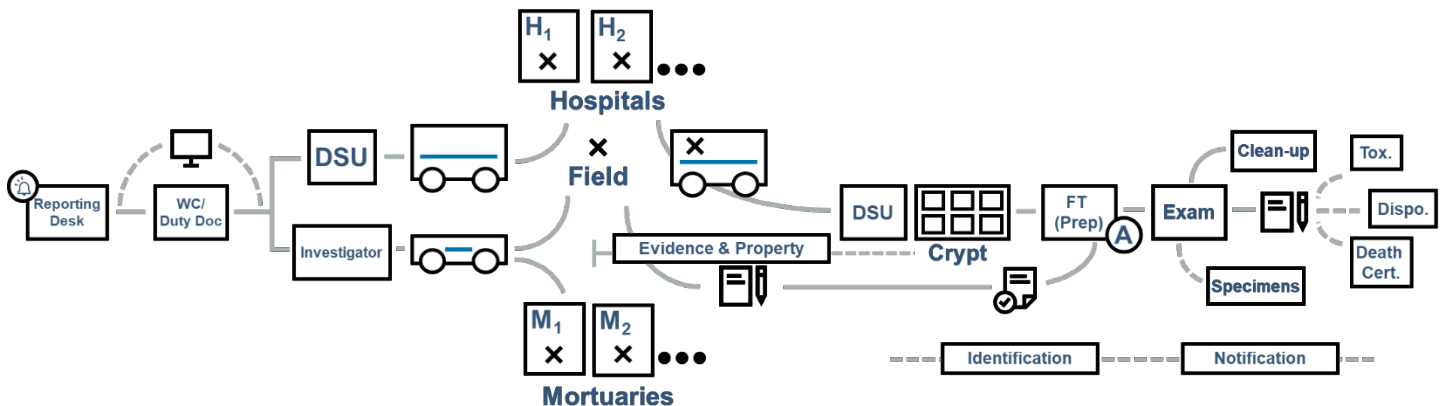 H1
H2
Hospitals
Reporting
Desk
WC/
Duty Doc
DSU
Investigator
Field
M1
M2
Mortuaries
Evidence & Property
DSU
Crypt
FT
(Prep)
A
Exam
Clean-up
Specimens
Tox.
Dispo.
Death
Cert.
Identification
Notification